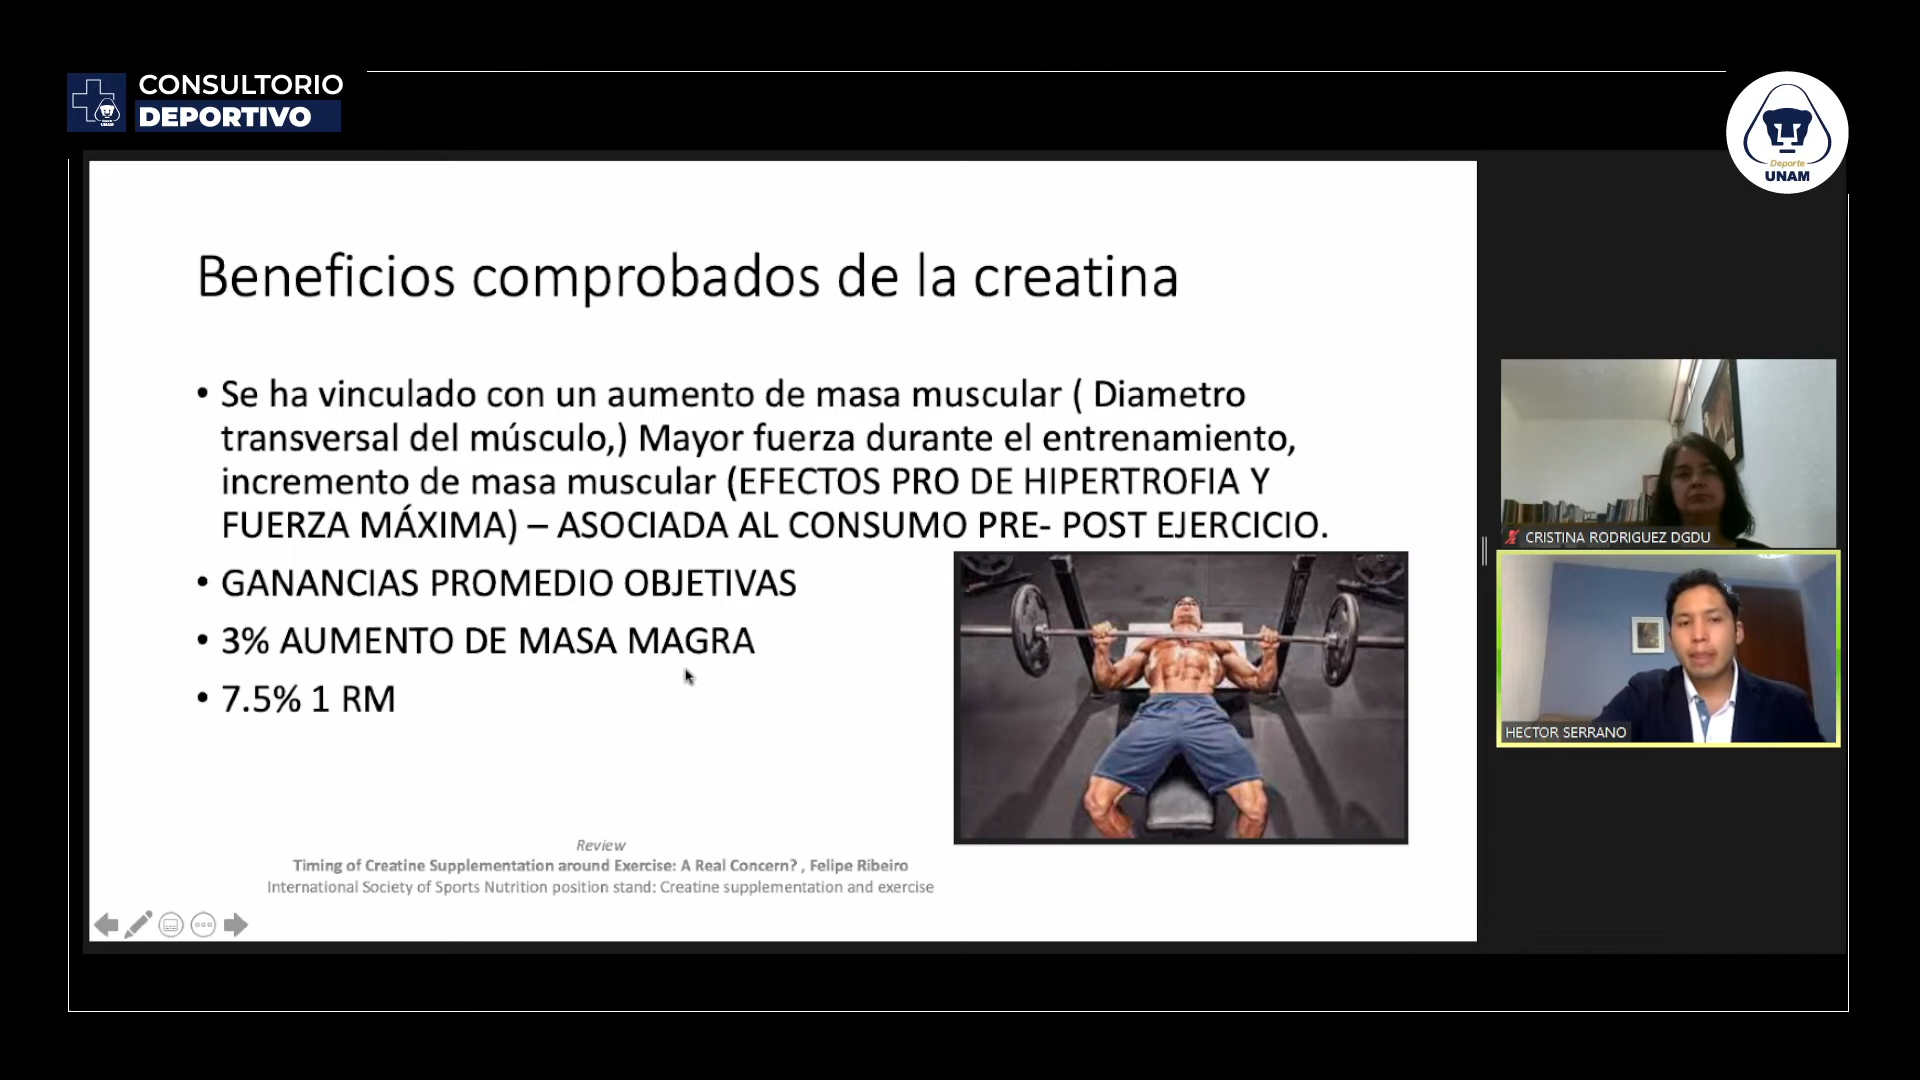 CONSULTORIO
DEPORTIVO
Deporte
UNAM
Beneficios comprobados de la creatina
• Se ha vinculado con un aumento de masa muscular ( Diametro
transversal del músculo,) Mayor fuerza durante el entrenamiento,
incremento de masa muscular (EFECTOS PRO DE HIPERTROFIA Y
FUERZA MÁXIMA) – ASOCIADA AL CONSUMO PRE- POST EJERCICIO.
• GANANCIAS PROMEDIO OBJETIVAS
• 3% AUMENTO DE MASA MAGRA
• 7.5% 1 RM
Review
Timing of Creatine Supplementation around Exercise: A Real Concern? , Felipe Ribeiro
International Society of Sports Nutrition position stand: Creatine supplementation and exercise
CRISTINA RODRIGUEZ DGDU
HECTOR SERRANO